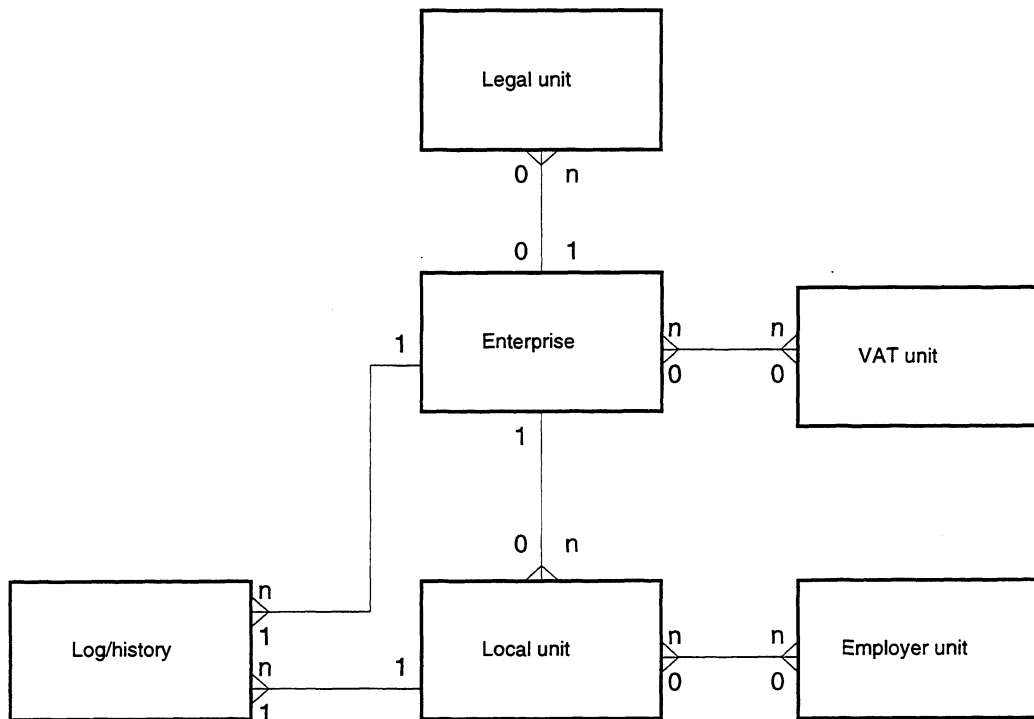 Legal unit
0 n
0 1
Enterprise
1
n n
0 0
VAT unit
1
0 n
Log/history
n
1
n
1
1
Local unit
n n
0 0
Employer unit